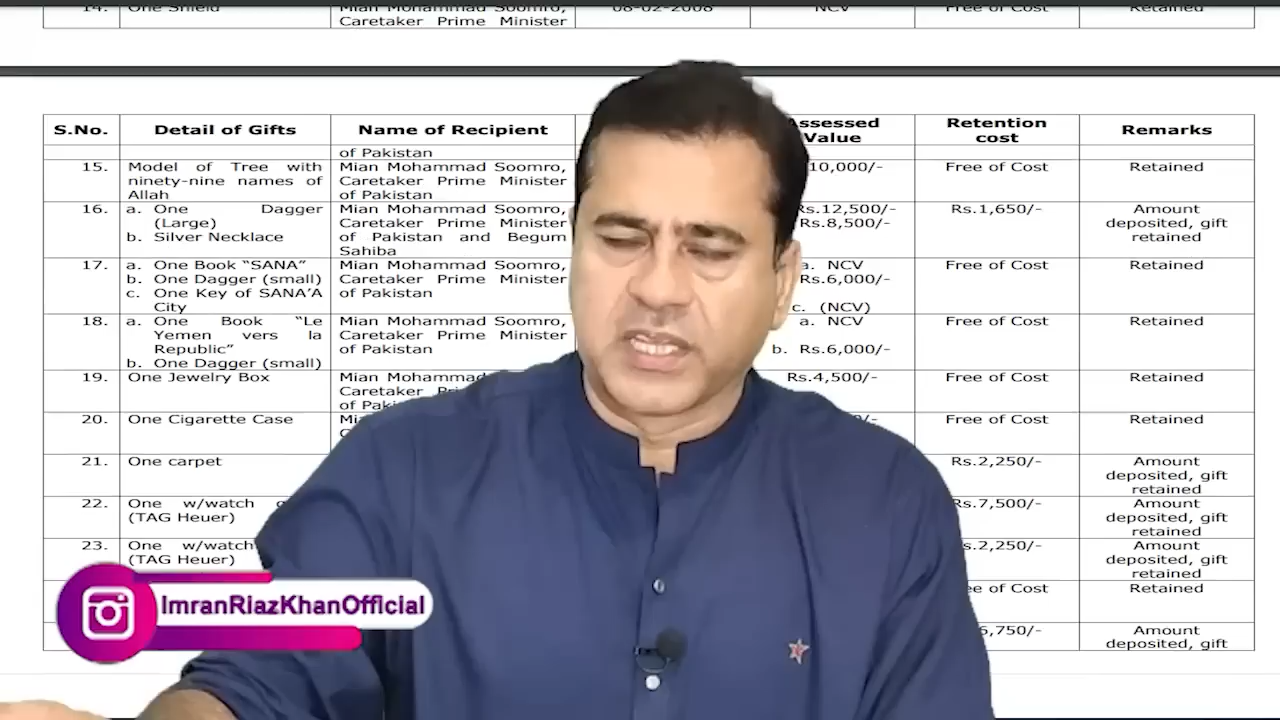 14. One Shield Mian Mohammad Soomro, 08-02-2008 NCV Free of Cost Retained
Caretaker Prime Minister
S.No. Detail of Gifts Name of Recipient Assessed Value Retention cost Remarks
of Pakistan
15. Model of Tree with ninety-nine names of Allah Mian Mohammad Soomro, Caretaker Prime Minister of Pakistan 10,000/- Free of Cost Retained
16. a. One Dagger (Large) b. Silver Necklace Mian Mohammad Soomro, Caretaker Prime Minister of Pakistan and Begum Sahiba Rs.12,500/- Rs.8,500/- Rs.1,650/- Amount deposited, gift retained
17. a. One Book “SANA” b. One Dagger (small) c. One Key of SANA’A City Mian Mohammad Soomro, Caretaker Prime Minister of Pakistan a. NCV Rs.6,000/- c. (NCV) Free of Cost Retained
18. a. One Book “Le Yemen vers la Republic” b. One Dagger (small) Mian Mohammad Soomro, Caretaker Prime Minister of Pakistan a. NCV b. Rs.6,000/- Free of Cost Retained
19. One Jewelry Box Mian Mohammad Caretaker of Rs.4,500/- Free of Cost Retained
20. One Cigarette Case Free of Cost Retained
21. One carpet Rs.2,250/- Amount deposited, gift retained
22. One w/watch (TAG Heuer) Rs.7,500/- Amount deposited, gift retained
23. One w/watch (TAG Heuer) s.2,250/- Amount deposited, gift retained
of Cost Retained
6,750/- Amount deposited, gift
ImranRiazKhanOfficial